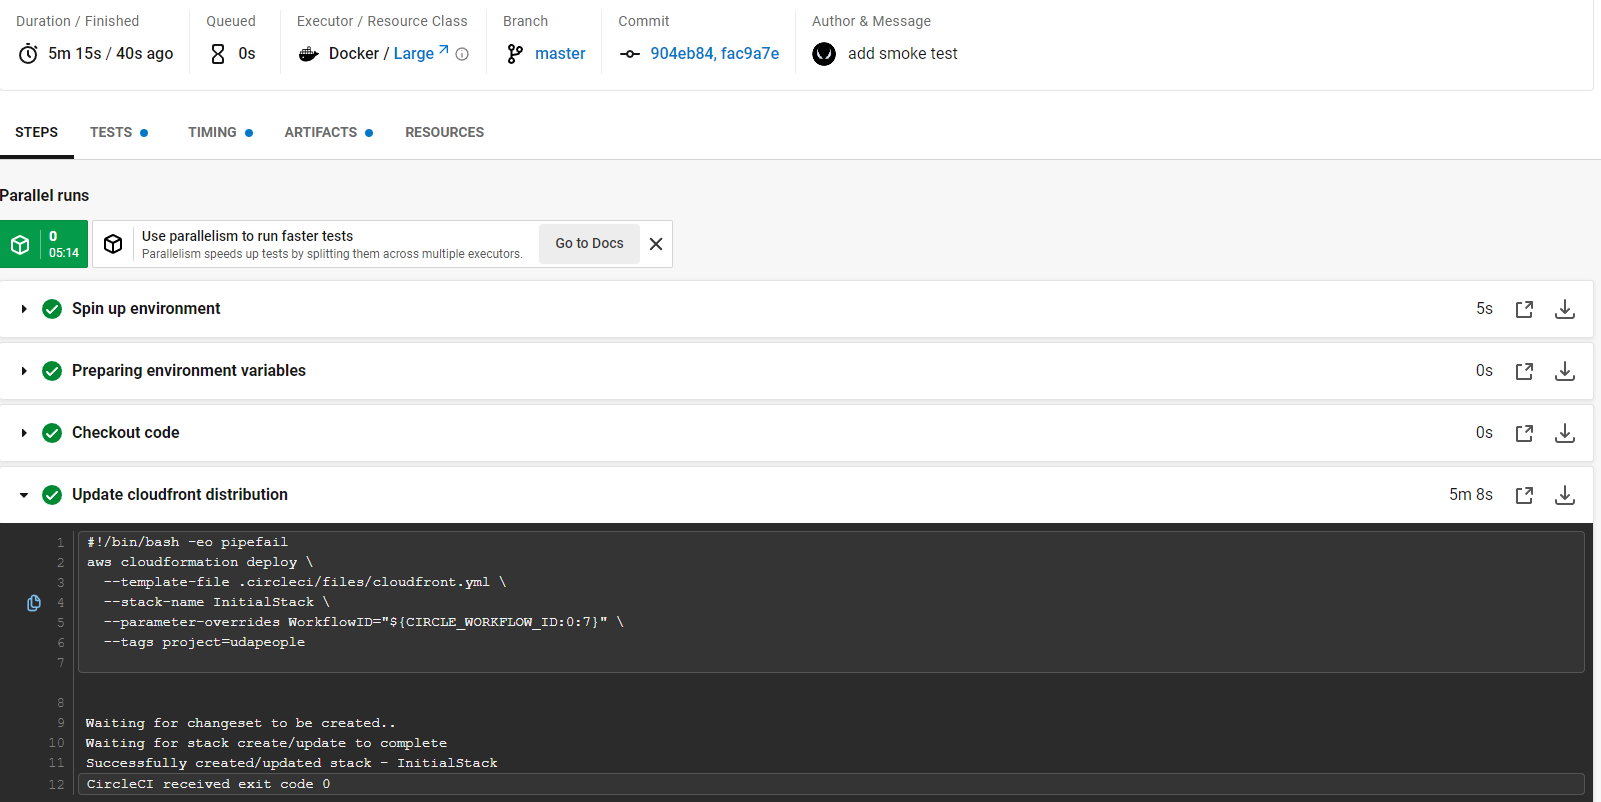 Duration / Finished
Queued
Executor / Resource Class
Branch
Commit
Author & Message
5m 15s / 40s ago
0s
Docker / Large
master
904eb84, fac9a7e
add smoke test
STEPS
TESTS
TIMING
ARTIFACTS
RESOURCES
Parallel runs
0
05:14
Use parallelism to run faster tests
Parallelism speeds up tests by splitting them across multiple executors.
Go to Docs
Spin up environment
5s
Preparing environment variables
0s
Checkout code
0s
Update cloudfront distribution
5m 8s
1 #!/bin/bash -eo pipefail
2 aws cloudformation deploy \
3 --template-file .circleci/files/cloudfront.yml \
4 --stack-name InitialStack \
5 --parameter-overrides WorkflowID="${CIRCLE_WORKFLOW_ID:0:7}" \
6 --tags project=udapeople
7
8
9 Waiting for changeset to be created..
10 Waiting for stack create/update to complete
11 Successfully created/updated stack - InitialStack
12 CircleCI received exit code 0